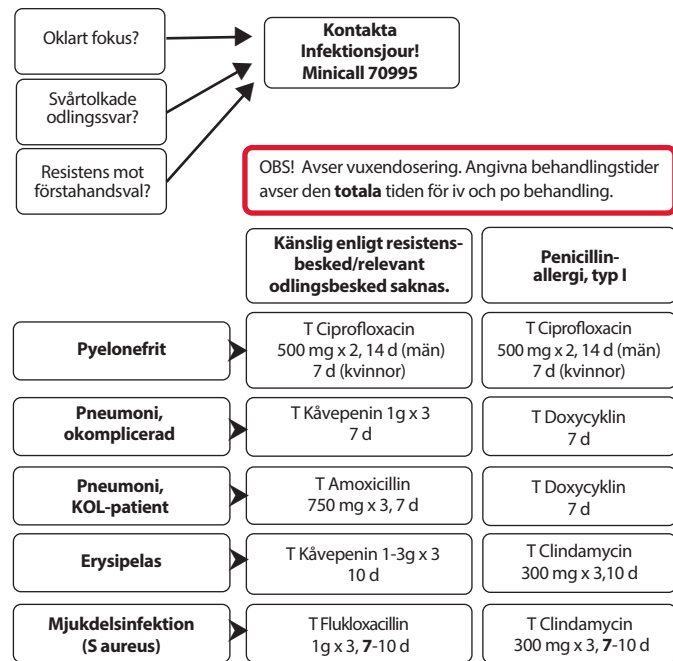 Oklart fokus?
Kontakta
Infektionsjour!
Minicall 70995
Svårtolkade
odlingssvar?
Resistens mot
förstahandsval?
OBS! Avser vuxendosering. Angivna behandlingstider
avser den totala tiden för iv och po behandling.
Känslig enligt resistens-
besked/relevant
odlingsbesked saknas.
Penicillin-
allergi, typ I
Pyelonefrit
T Ciprofloxacin
500 mg x 2, 14 d (män)
7 d (kvinnor)
T Ciprofloxacin
500 mg x 2, 14 d (män)
7 d (kvinnor)
Pneumoni,
okomplicerad
T Kåvepenin 1g x 3
7 d
T Doxycyklin
7 d
Pneumoni,
KOL-patient
T Amoxicillin
750 mg x 3, 7 d
T Doxycyklin
7 d
Erysipelas
T Kåvepenin 1-3g x 3
10 d
T Clindamycin
300 mg x 3,10 d
Mjukdelsinfektion
(S aureus)
T Flukloxacillin
1g x 3, 7-10 d
T Clindamycin
300 mg x 3, 7-10 d